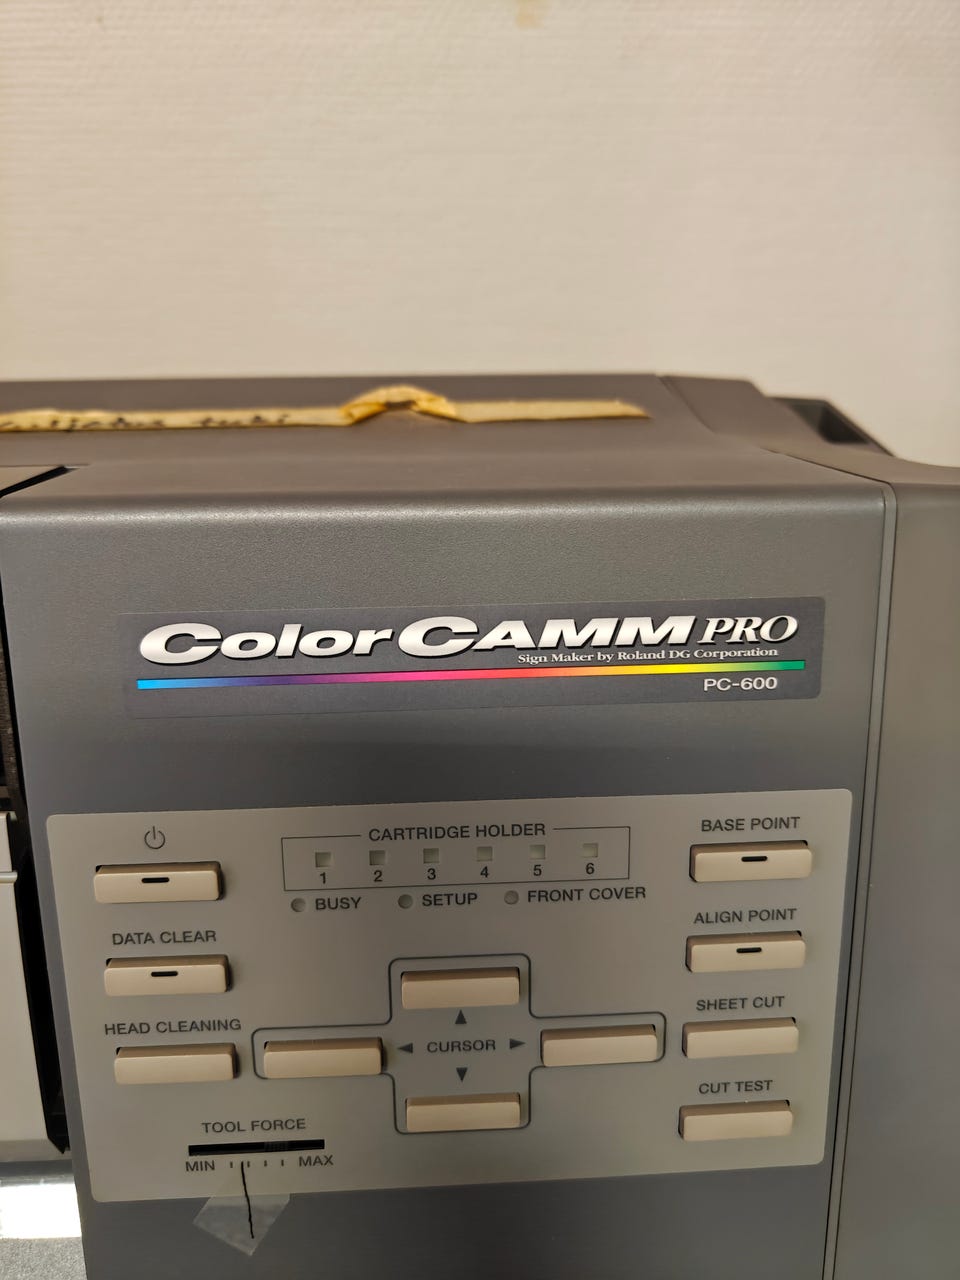 tuki
ColorCAMM PRO
Sign Maker by Roland DG Corporation
PC-600
CARTRIDGE HOLDER
1 2 3 4 5 6
BUSY SETUP FRONT COVER
DATA CLEAR
HEAD CLEANING
TOOL FORCE
MIN MAX
CURSOR
BASE POINT
ALIGN POINT
SHEET CUT
CUT TEST